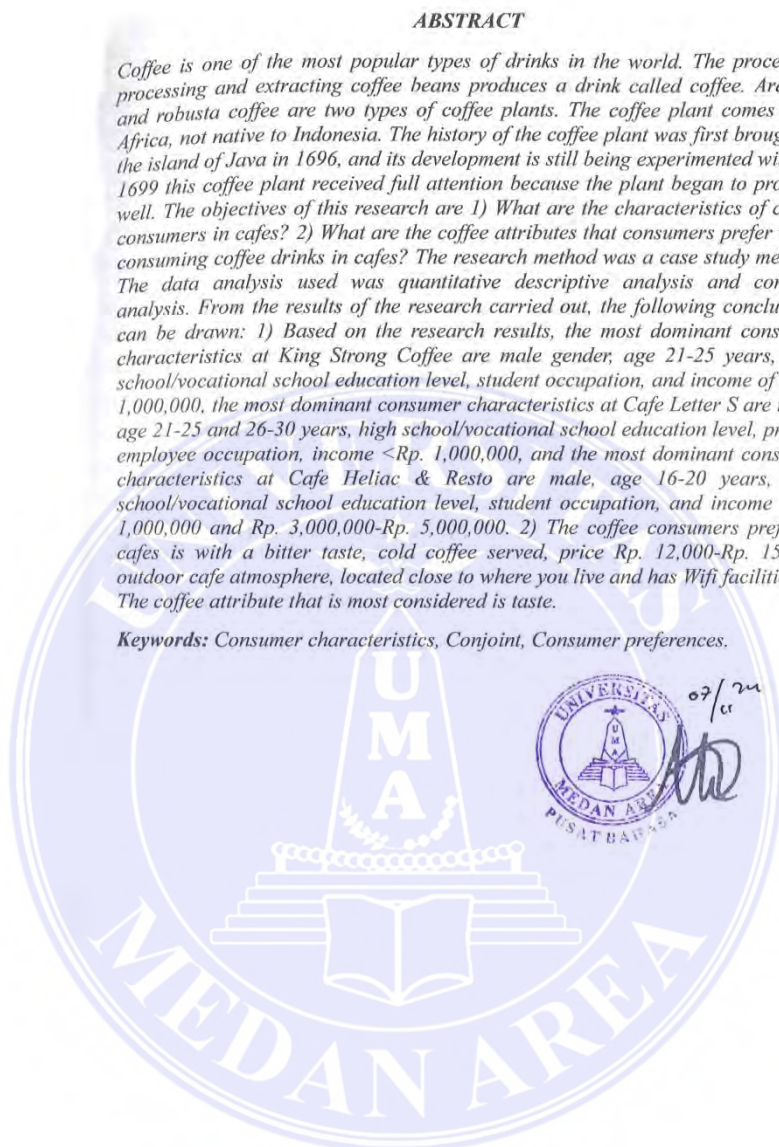 ABSTRACT
Coffee is one of the most popular types of drinks in the world. The proce
processing and extracting coffee beans produces a drink called coffee. Ar
and robusta coffee are two types of coffee plants. The coffee plant comes
Africa, not native to Indonesia. The history of the coffee plant was first broug
the island of Java in 1696, and its development is still being experimented wi
1699 this coffee plant received full attention because the plant began to pro
well. The objectives of this research are 1) What are the characteristics of c
consumers in cafes? 2) What are the coffee attributes that consumers prefer
consuming coffee drinks in cafes? The research method was a case study me
The data analysis used was quantitative descriptive analysis and con
analysis. From the results of the research carried out, the following conclu
can be drawn: 1) Based on the research results, the most dominant cons
characteristics at King Strong Coffee are male gender, age 21-25 years,
school/vocational school education level, student occupation, and income of
1,000,000, the most dominant consumer characteristics at Cafe Letter S are
age 21-25 and 26-30 years, high school/vocational school education level, pr
employee occupation, income <Rp. 1,000,000, and the most dominant cons
characteristics at Cafe Heliac & Resto are male, age 16-20 years,
school/vocational school education level, student occupation, and income
1,000,000 and Rp. 3,000,000-Rp. 5,000,000. 2) The coffee consumers pref
cafes is with a bitter taste, cold coffee served, price Rp. 12,000-Rp. 15
outdoor cafe atmosphere, located close to where you live and has Wifi faciliti
The coffee attribute that is most considered is taste.
Keywords: Consumer characteristics, Conjoint, Consumer preferences.
UNIVERSITAS
UMA
MEDAN AREA
PUSAT BAHASA
UNIVERSITAS
UMA
MEDAN AREA